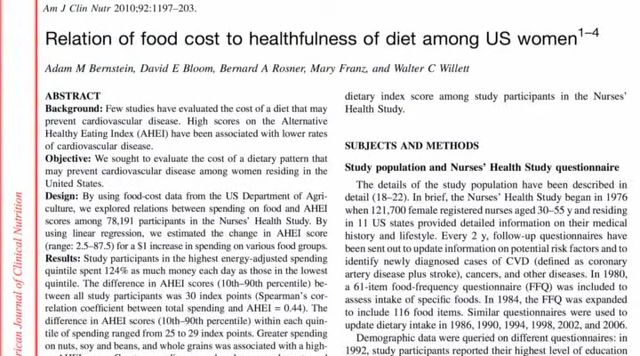 Am J Clin Nutr 2010;92:1197–203.
Relation of food cost to healthfulness of diet among US women1–4
Adam M Bernstein, David E Bloom, Bernard A Rosner, Mary Franz, and Walter C Willett
ABSTRACT
Background: Few studies have evaluated the cost of a diet that may
prevent cardiovascular disease. High scores on the Alternative
Healthy Eating Index (AHEI) have been associated with lower rates
of cardiovascular disease.
Objective: We sought to evaluate the cost of a dietary pattern that
may prevent cardiovascular disease among women residing in the
United States.
Design: By using food-cost data from the US Department of Agri-
culture, we explored relations between spending on food and AHEI
scores among 78,191 participants in the Nurses' Health Study. By
using linear regression, we estimated the change in AHEI score
(range: 2.5–87.5) for a $1 increase in spending on various food groups.
Results: Study participants in the highest energy-adjusted spending
quintile spent 124% as much money each day as those in the lowest
quintile. The difference in AHEI scores (10th–90th percentile) be-
tween all study participants was 30 index points (Spearman's cor-
relation coefficient between total spending and AHEI = 0.44). The
difference in AHEI scores (10th–90th percentile) within each quin-
tile of spending ranged from 25 to 29 index points. Greater spending
on nuts, soy and beans, and whole grains was associated with a high-
dietary index score among study participants in the Nurses'
Health Study.
SUBJECTS AND METHODS
Study population and Nurses' Health Study questionnaire
The details of the study population have been described in
detail (18–22). In brief, the Nurses' Health Study began in 1976
when 121,700 female registered nurses aged 30–55 y and residing
in 11 US states provided detailed information on their medical
history and lifestyle. Every 2 y, follow-up questionnaires have
been sent out to update information on potential risk factors and to
identify newly diagnosed cases of CVD (defined as coronary
artery disease plus stroke), cancers, and other diseases. In 1980,
a 61-item food-frequency questionnaire (FFQ) was included to
assess intake of specific foods. In 1984, the FFQ was expanded
to include 116 food items. Similar questionnaires were used to
update dietary intake in 1986, 1990, 1994, 1998, 2002, and 2006.
Demographic data were queried on different questionnaires: in
1992, study participants reported their highest level of education
American Journal of Clinical Nutrition